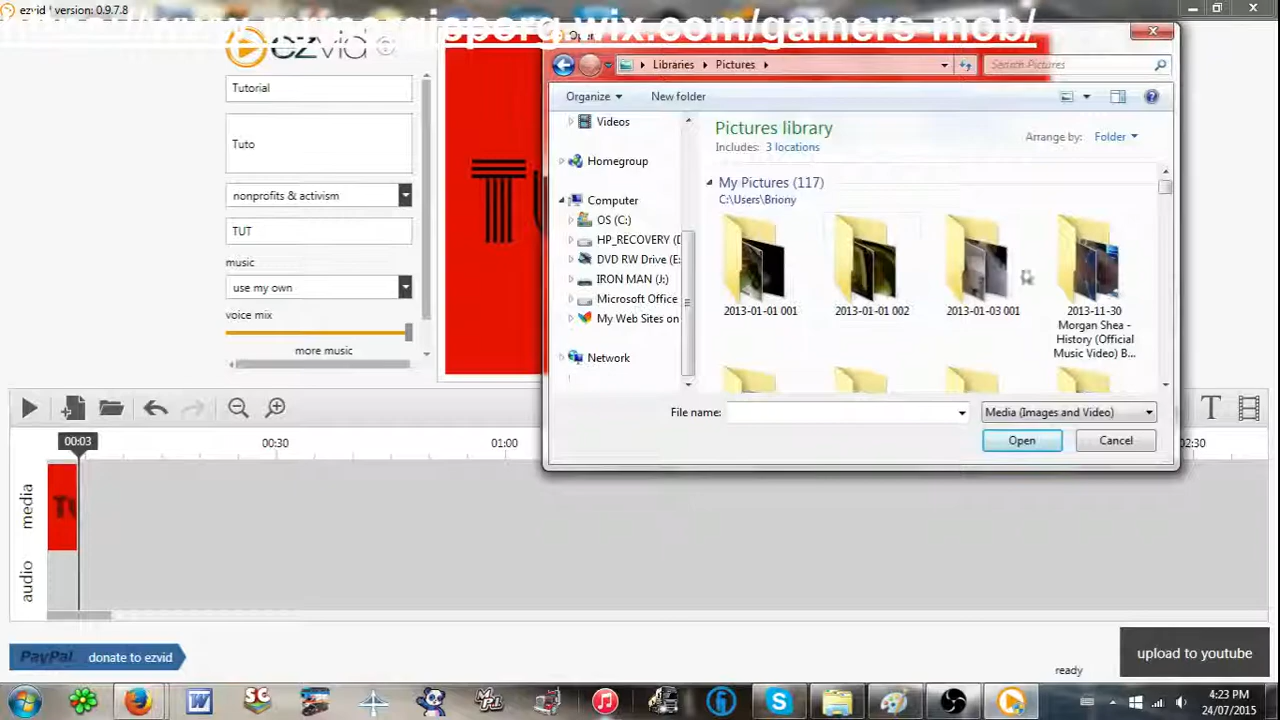 ezvid | version: 0.9.7.8
wix.com/gamers-mob/
ezvid
Tutorial
Tuto
nonprofits & activism
TUT
music
use my own
voice mix
more music
Libraries
Pictures
Search Pictures
Organize
New folder
Videos
Homegroup
Computer
OS (C:)
HP_RECOVERY (D
DVD RW Drive (E:
IRON MAN (J:)
Microsoft Office
My Web Sites on
Network
Pictures library
Includes: 3 locations
Arrange by: Folder
My Pictures (117)
C:\Users\Briony
2013-01-01 001
2013-01-01 002
2013-01-03 001
2013-11-30
Morgan Shea -
History (Official
Music Video) B...
File name:
Media (Images and Video)
Open
Cancel
T
00:03
00:30
01:00
02:30
media
audio
PayPal donate to ezvid
ready
upload to youtube
4:23 PM
24/07/2015